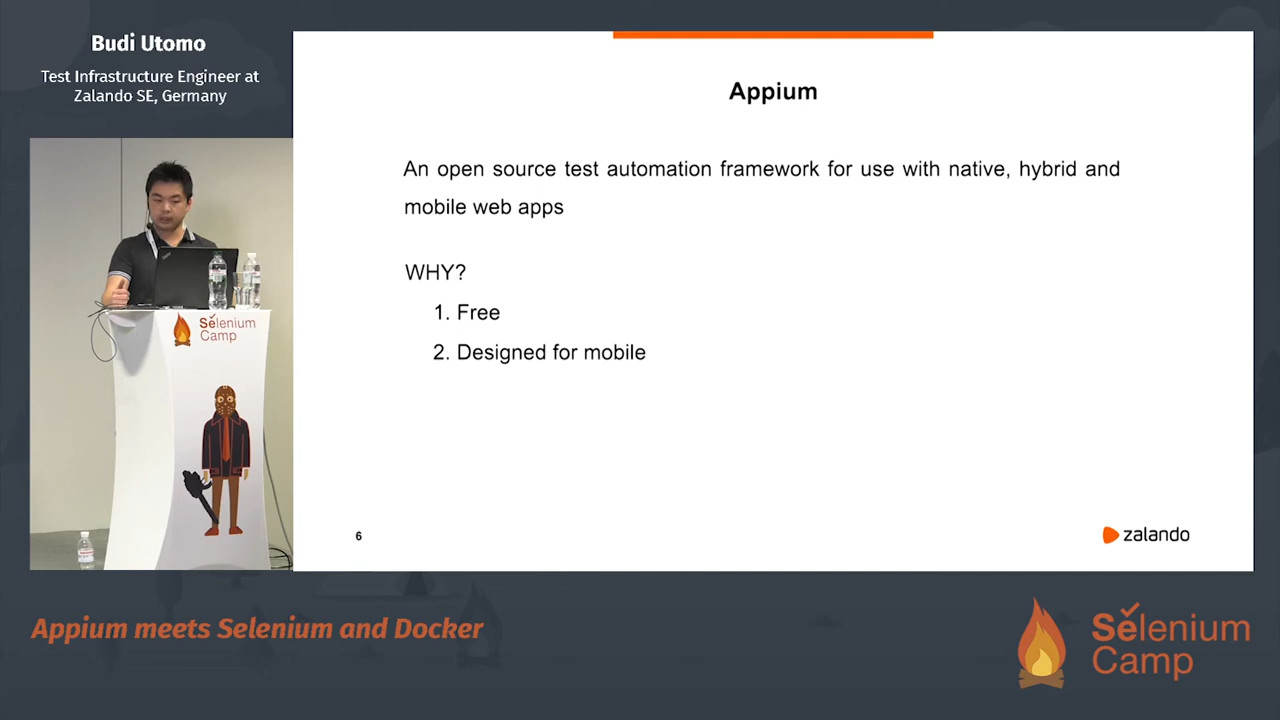 Budi Utomo
Test Infrastructure Engineer at
Zalando SE, Germany
Appium
An open source test automation framework for use with native, hybrid and
mobile web apps
WHY?
1. Free
2. Designed for mobile
6
zalando
Selenium
Camp
Appium meets Selenium and Docker
Selenium
Camp